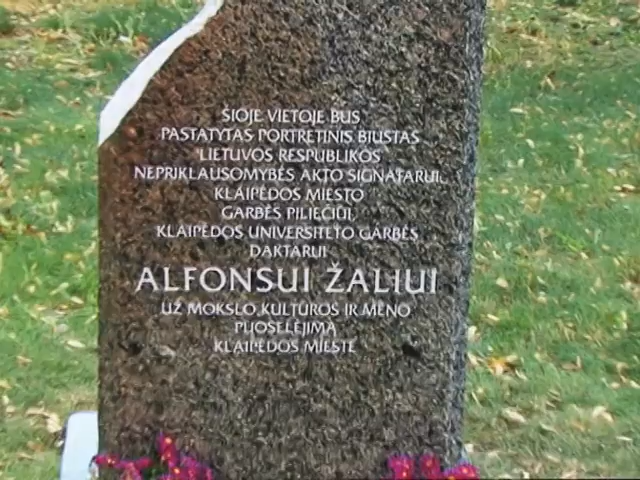 ŠIOJE VIETOJE BUS
PASTATYTAS PORTRETINIS BIUSTAS
LIETUVOS RESPUBLIKOS
NEPRIKLAUSOMYBĖS AKTO SIGNATARUI,
KLAIPĖDOS MIESTO
GARBĖS PILIEČIUI,
KLAIPĖDOS UNIVERSITETO GARBĖS
DAKTARUI
ALFONSUI ŽALIUI
UŽ MOKSLO, KULTŪROS IR MENO
PUOSELĖJIMĄ
KLAIPĖDOS MIESTE